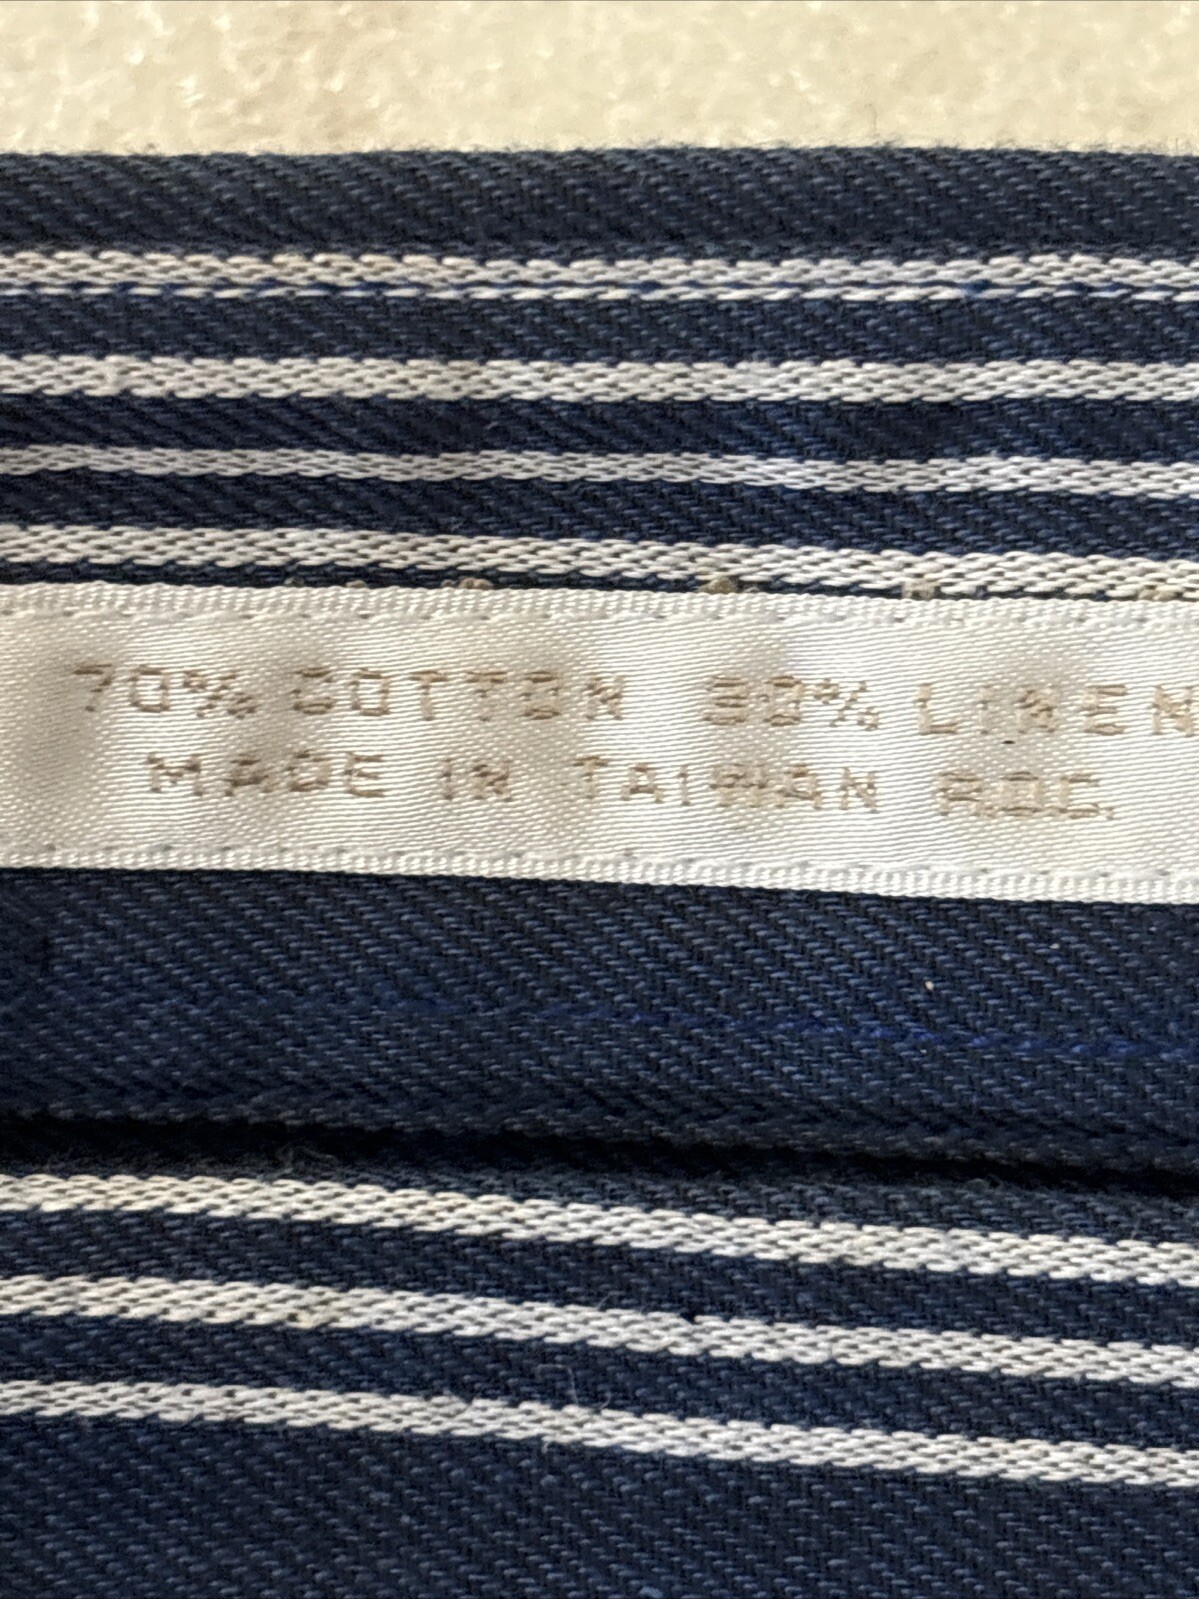 70% COTTON 30% LINEN
MADE IN TAIWAN R.O.C.